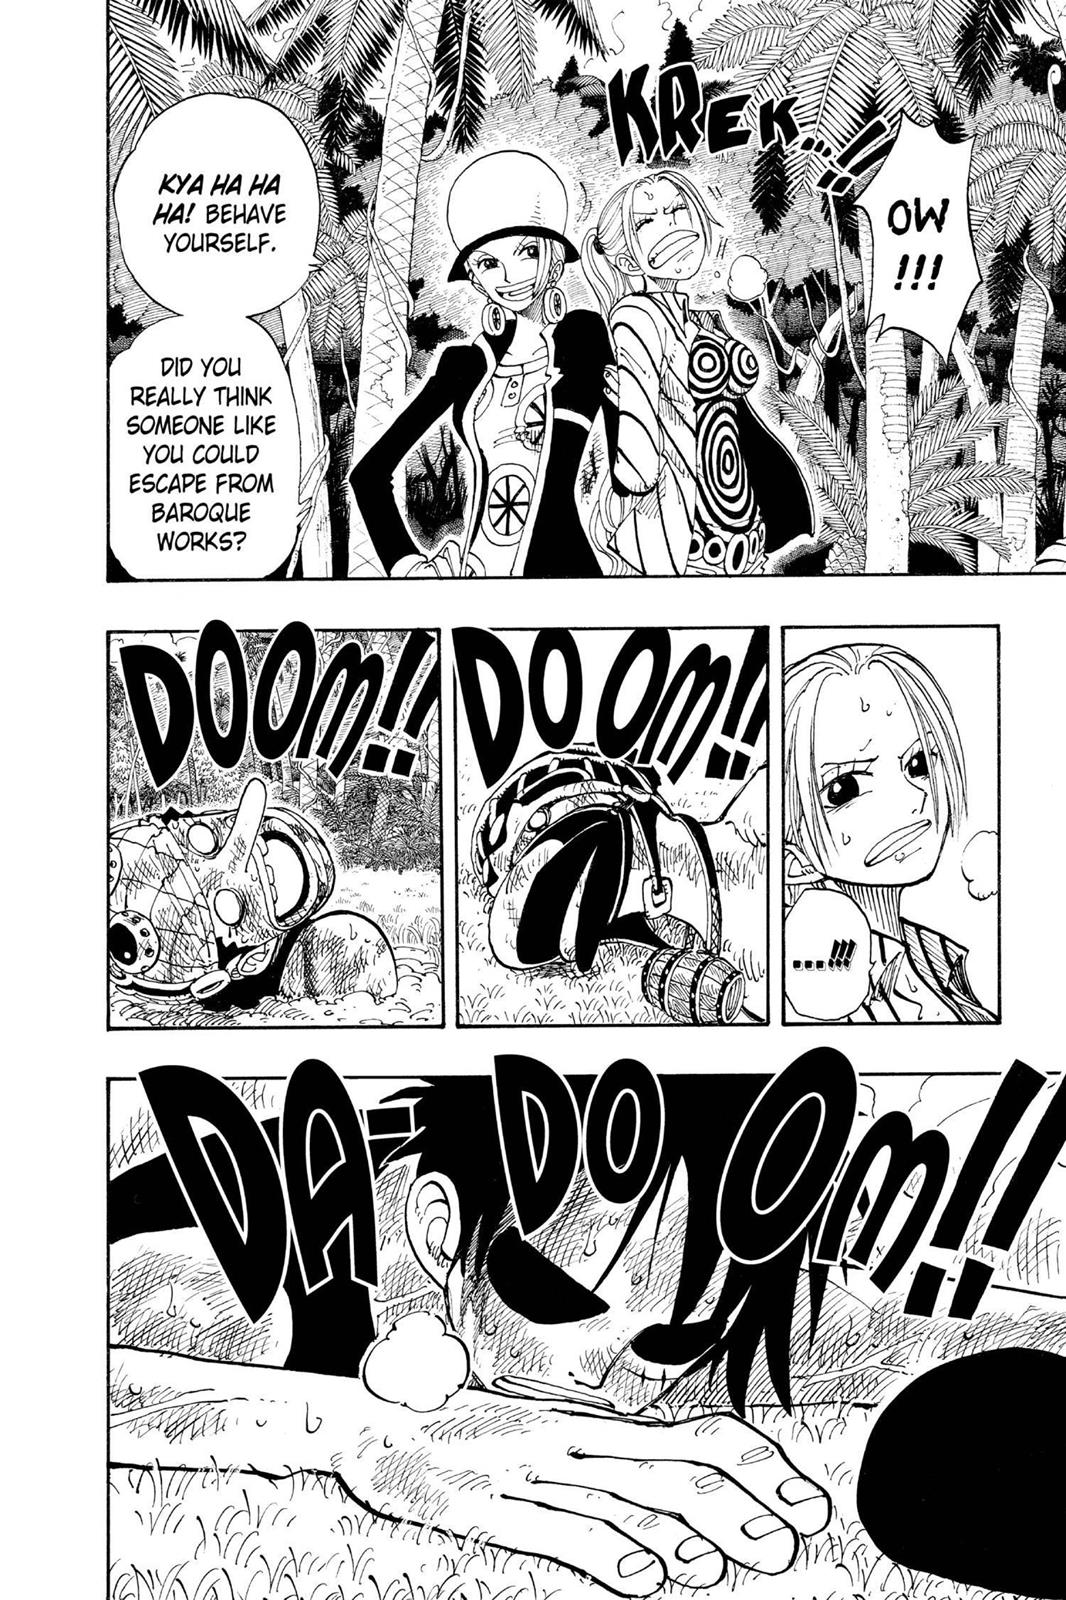 KREK...!!
OW
!!!
KYA HA HA
HA! BEHAVE
YOURSELF.
DID YOU
REALLY THINK
SOMEONE LIKE
YOU COULD
ESCAPE FROM
BAROQUE
WORKS?
....!!!
DOOM!!
DOOM!!
DA-DOOM!!